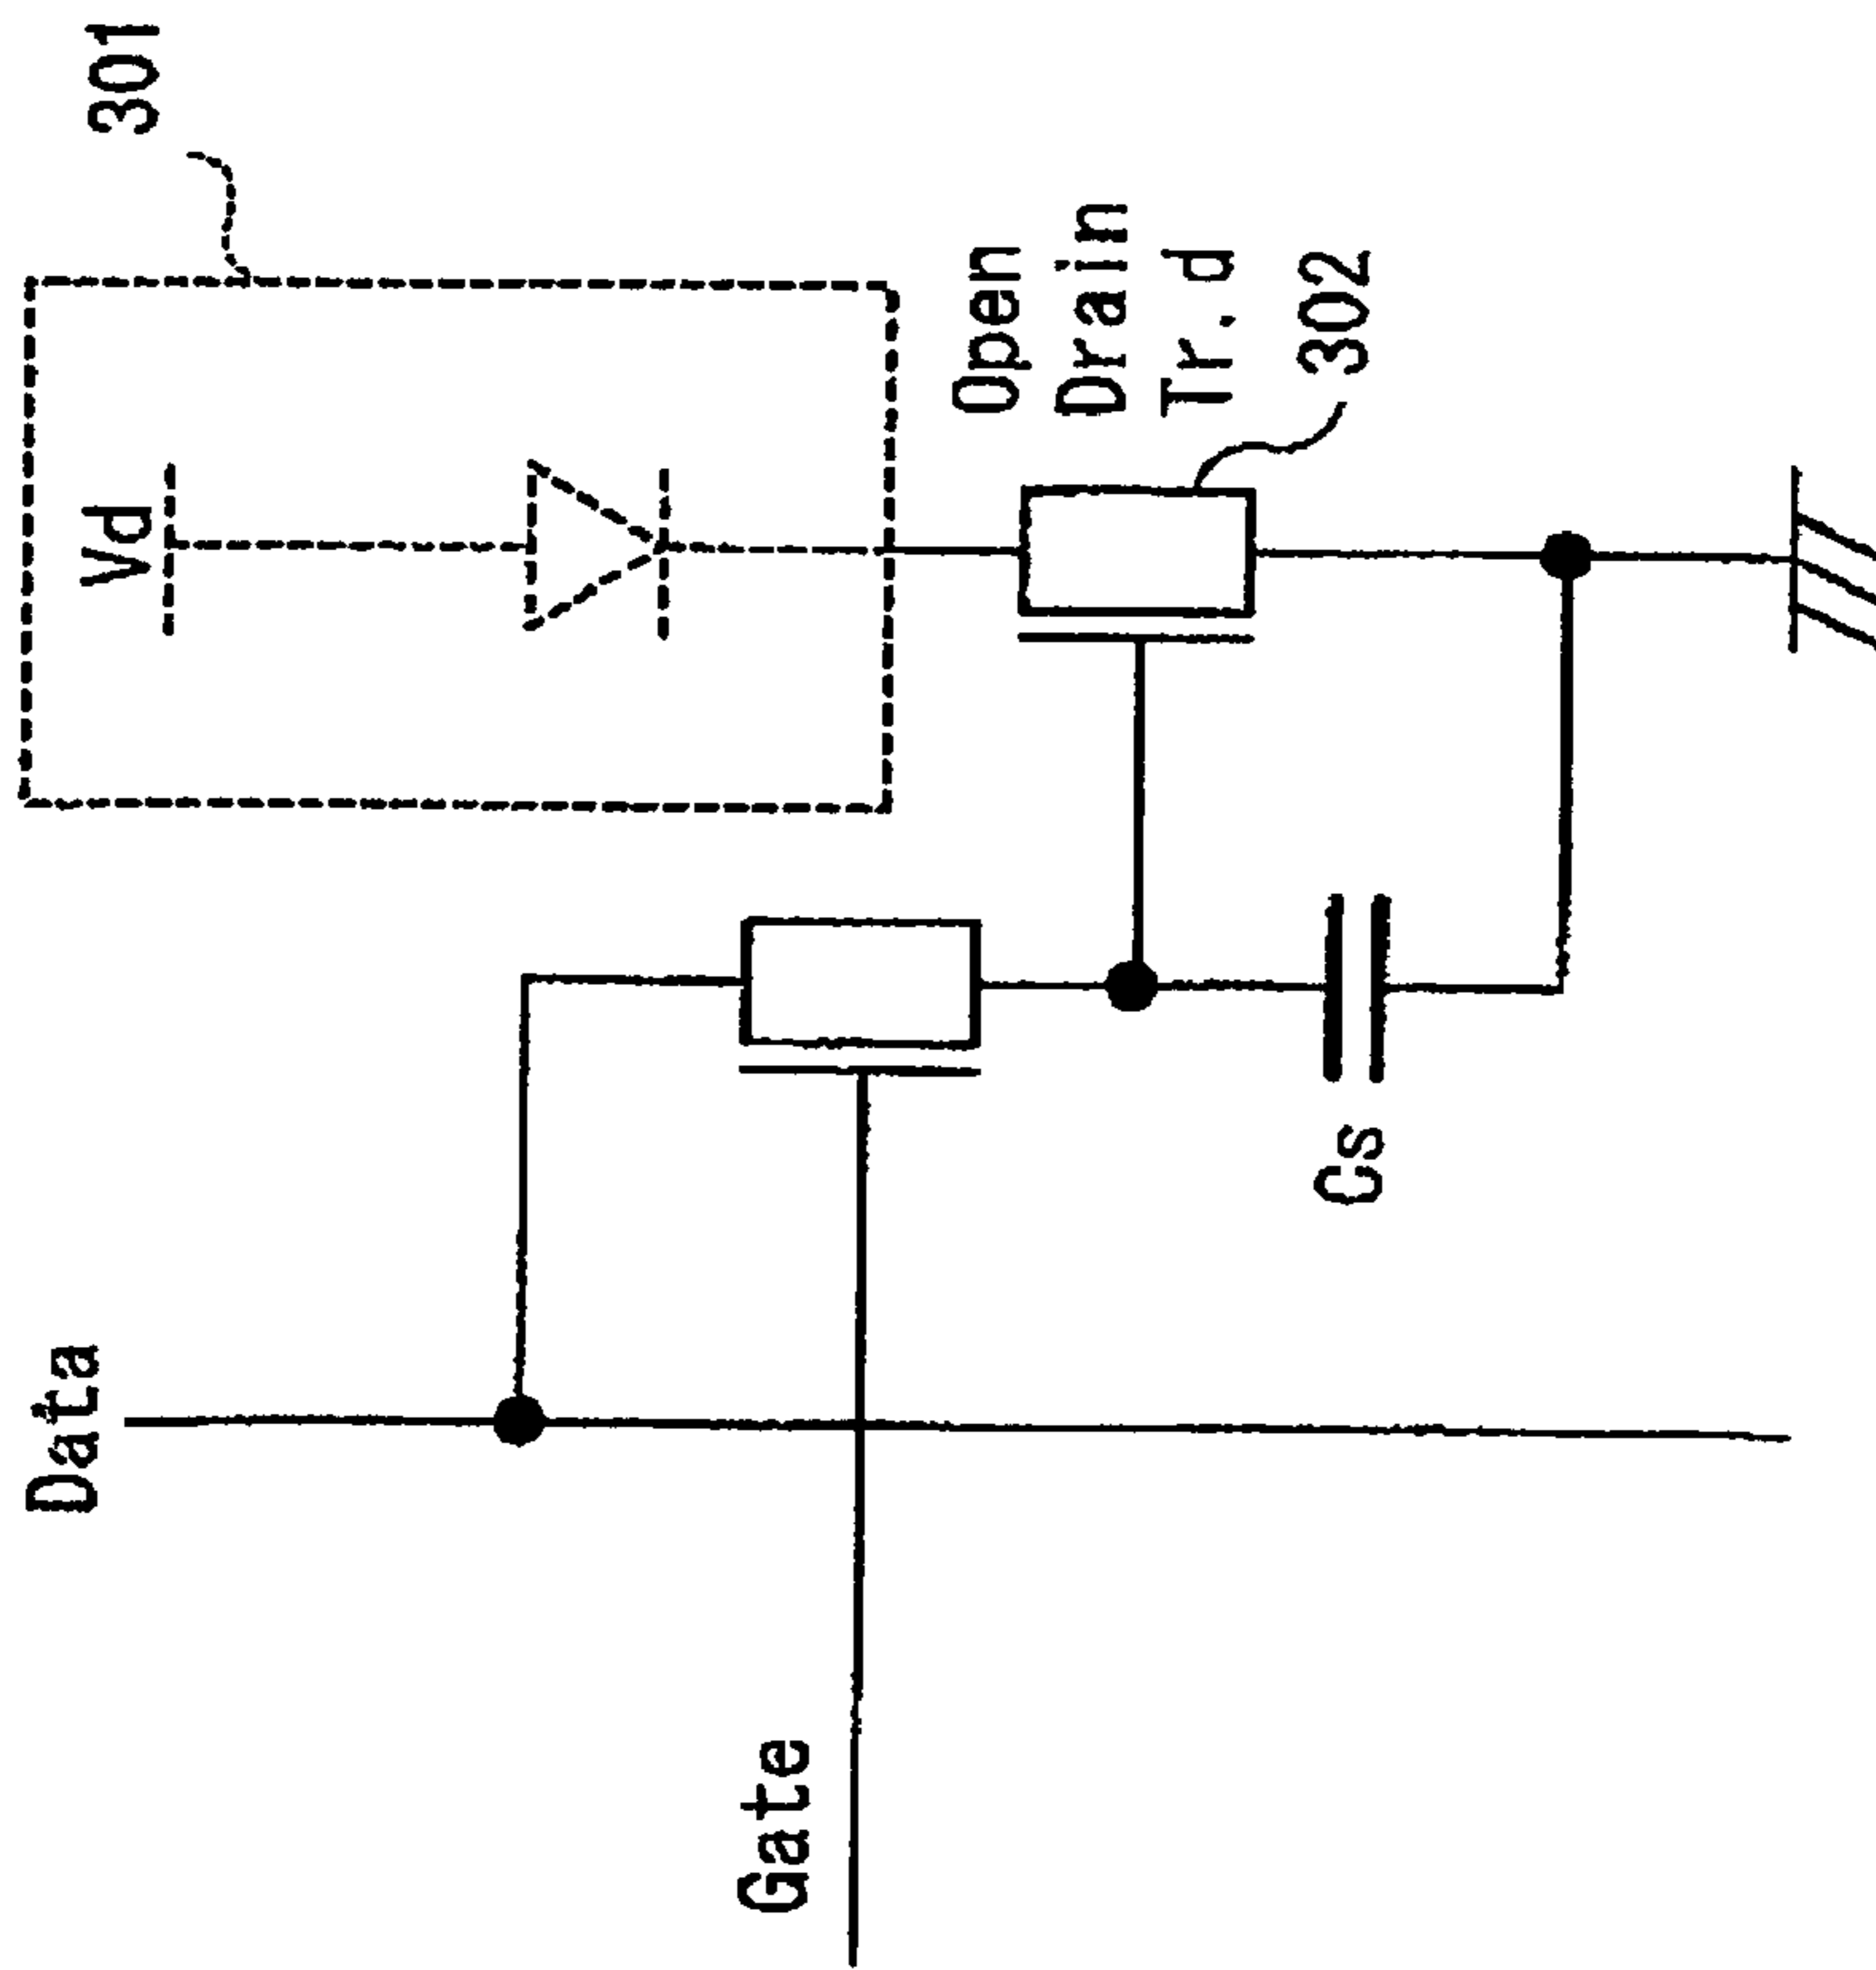 Data
Vd
301
Gate
Open
Drain
Tr. d
302
Cs